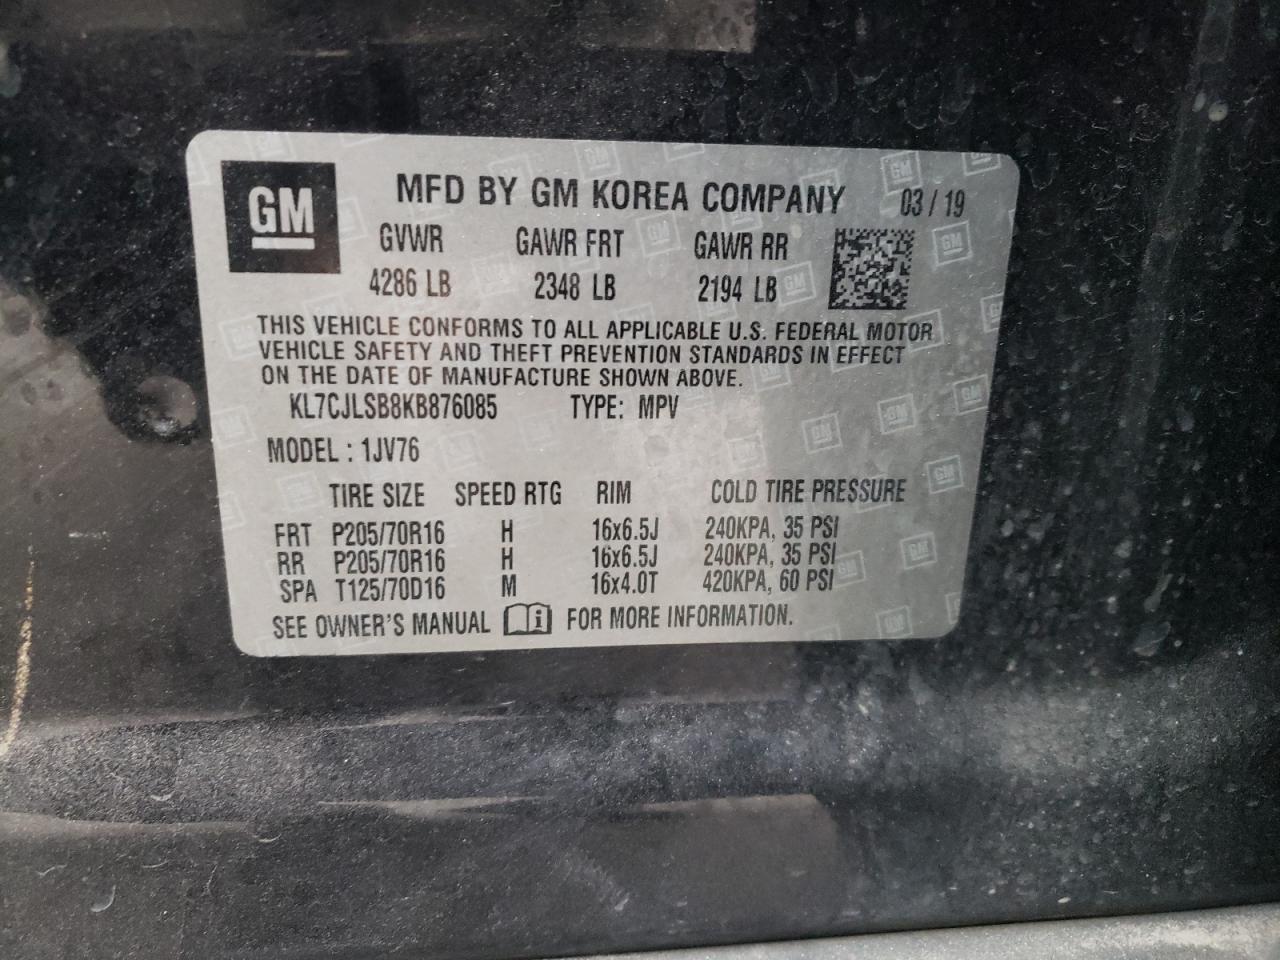 GM
MFD BY GM KOREA COMPANY 03/19
GVWR GAWR FRT GAWR RR
4286 LB 2348 LB 2194 LB
THIS VEHICLE CONFORMS TO ALL APPLICABLE U.S. FEDERAL MOTOR
VEHICLE SAFETY AND THEFT PREVENTION STANDARDS IN EFFECT
ON THE DATE OF MANUFACTURE SHOWN ABOVE.
KL7CJLSB8KB876085 TYPE: MPV
MODEL : 1JV76
TIRE SIZE SPEED RTG RIM COLD TIRE PRESSURE
FRT P205/70R16 H 16x6.5J 240KPA, 35 PSI
RR P205/70R16 H 16x6.5J 240KPA, 35 PSI
SPA T125/70D16 M 16x4.0T 420KPA, 60 PSI
SEE OWNER'S MANUAL i FOR MORE INFORMATION.